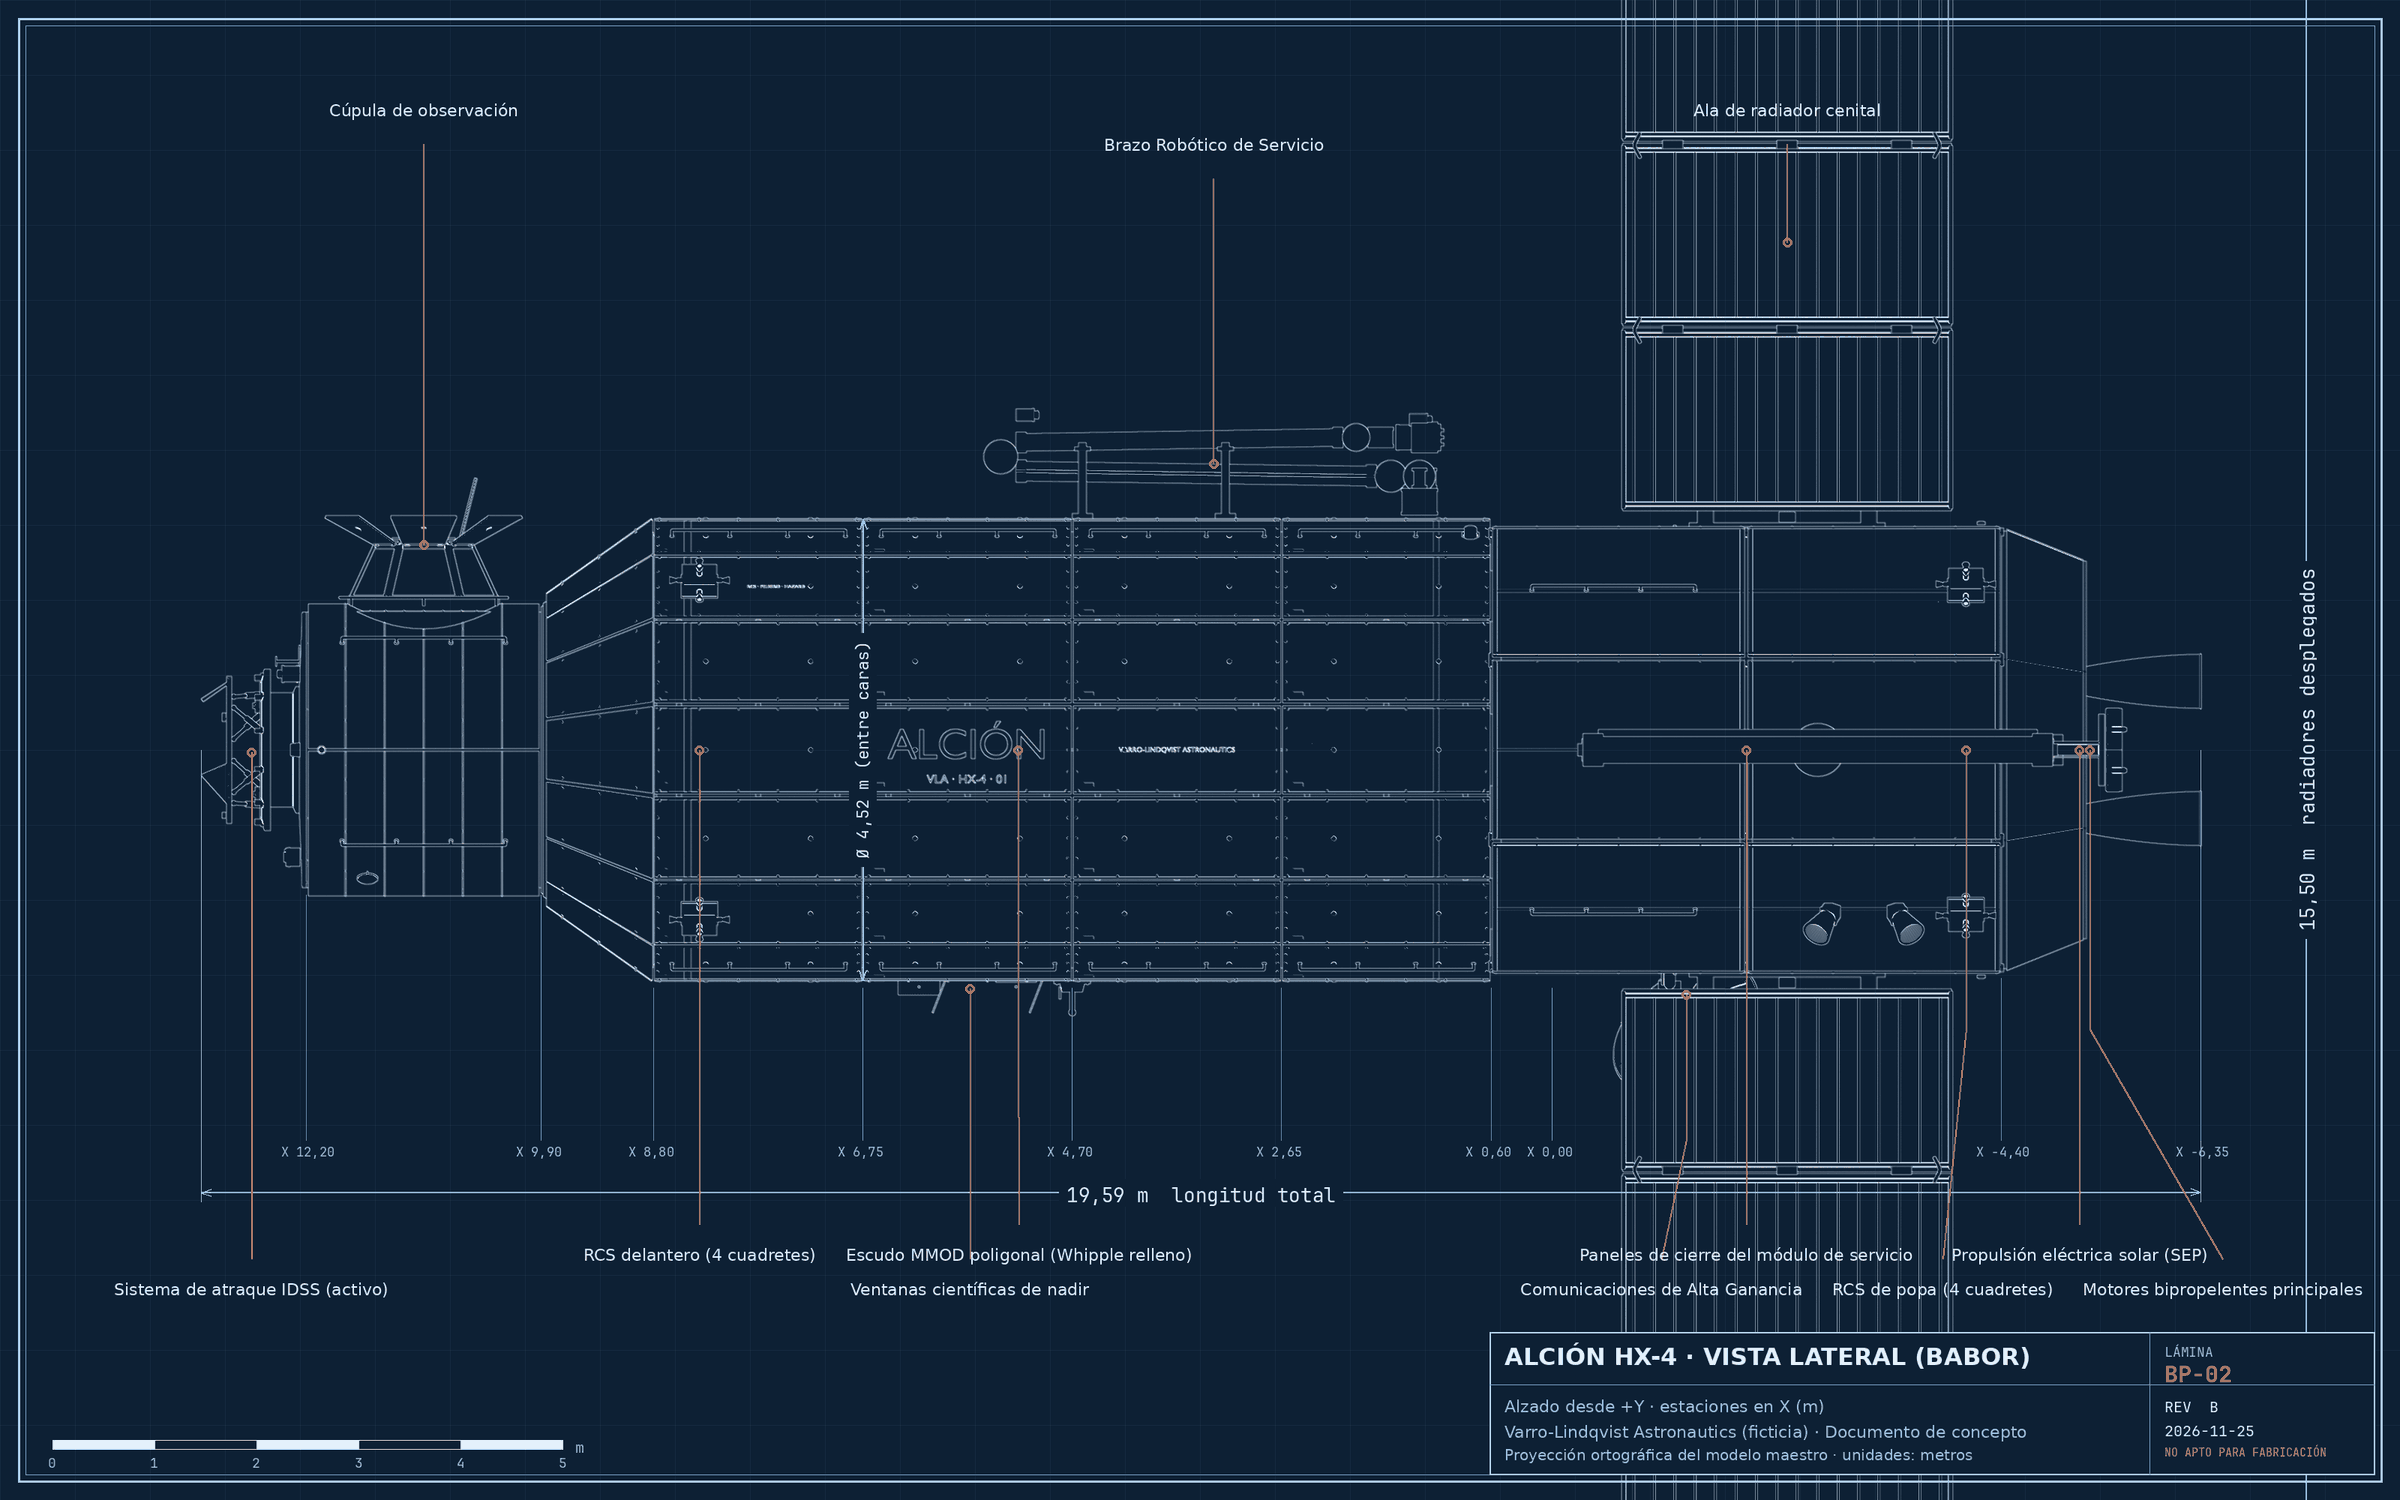 Cúpula de observación
Ala de radiador cenital
Brazo Robótico de Servicio
ALCIÓN
VLA · HX-4 · 01
VARRO-LINDQVIST ASTRONAUTICS
Ø 4,52 m (entre caras)
15,50 m radiadores desplegados
X 12,20
X 9,90
X 8,80
X 6,75
X 4,70
X 2,65
X 0,60
X 0,00
X -4,40
X -6,35
19,59 m longitud total
RCS delantero (4 cuadretes)
Escudo MMOD poligonal (Whipple relleno)
Paneles de cierre del módulo de servicio
Propulsión eléctrica solar (SEP)
Sistema de atraque IDSS (activo)
Ventanas científicas de nadir
Comunicaciones de Alta Ganancia
RCS de popa (4 cuadretes)
Motores bipropelentes principales
ALCIÓN HX-4 · VISTA LATERAL (BABOR)
LÁMINA
BP-02
Alzado desde +Y · estaciones en X (m)
Varro-Lindqvist Astronautics (ficticia) · Documento de concepto
Proyección ortográfica del modelo maestro · unidades: metros
REV B
2026-11-25
NO APTO PARA FABRICACIÓN
0 1 2 3 4 5 m